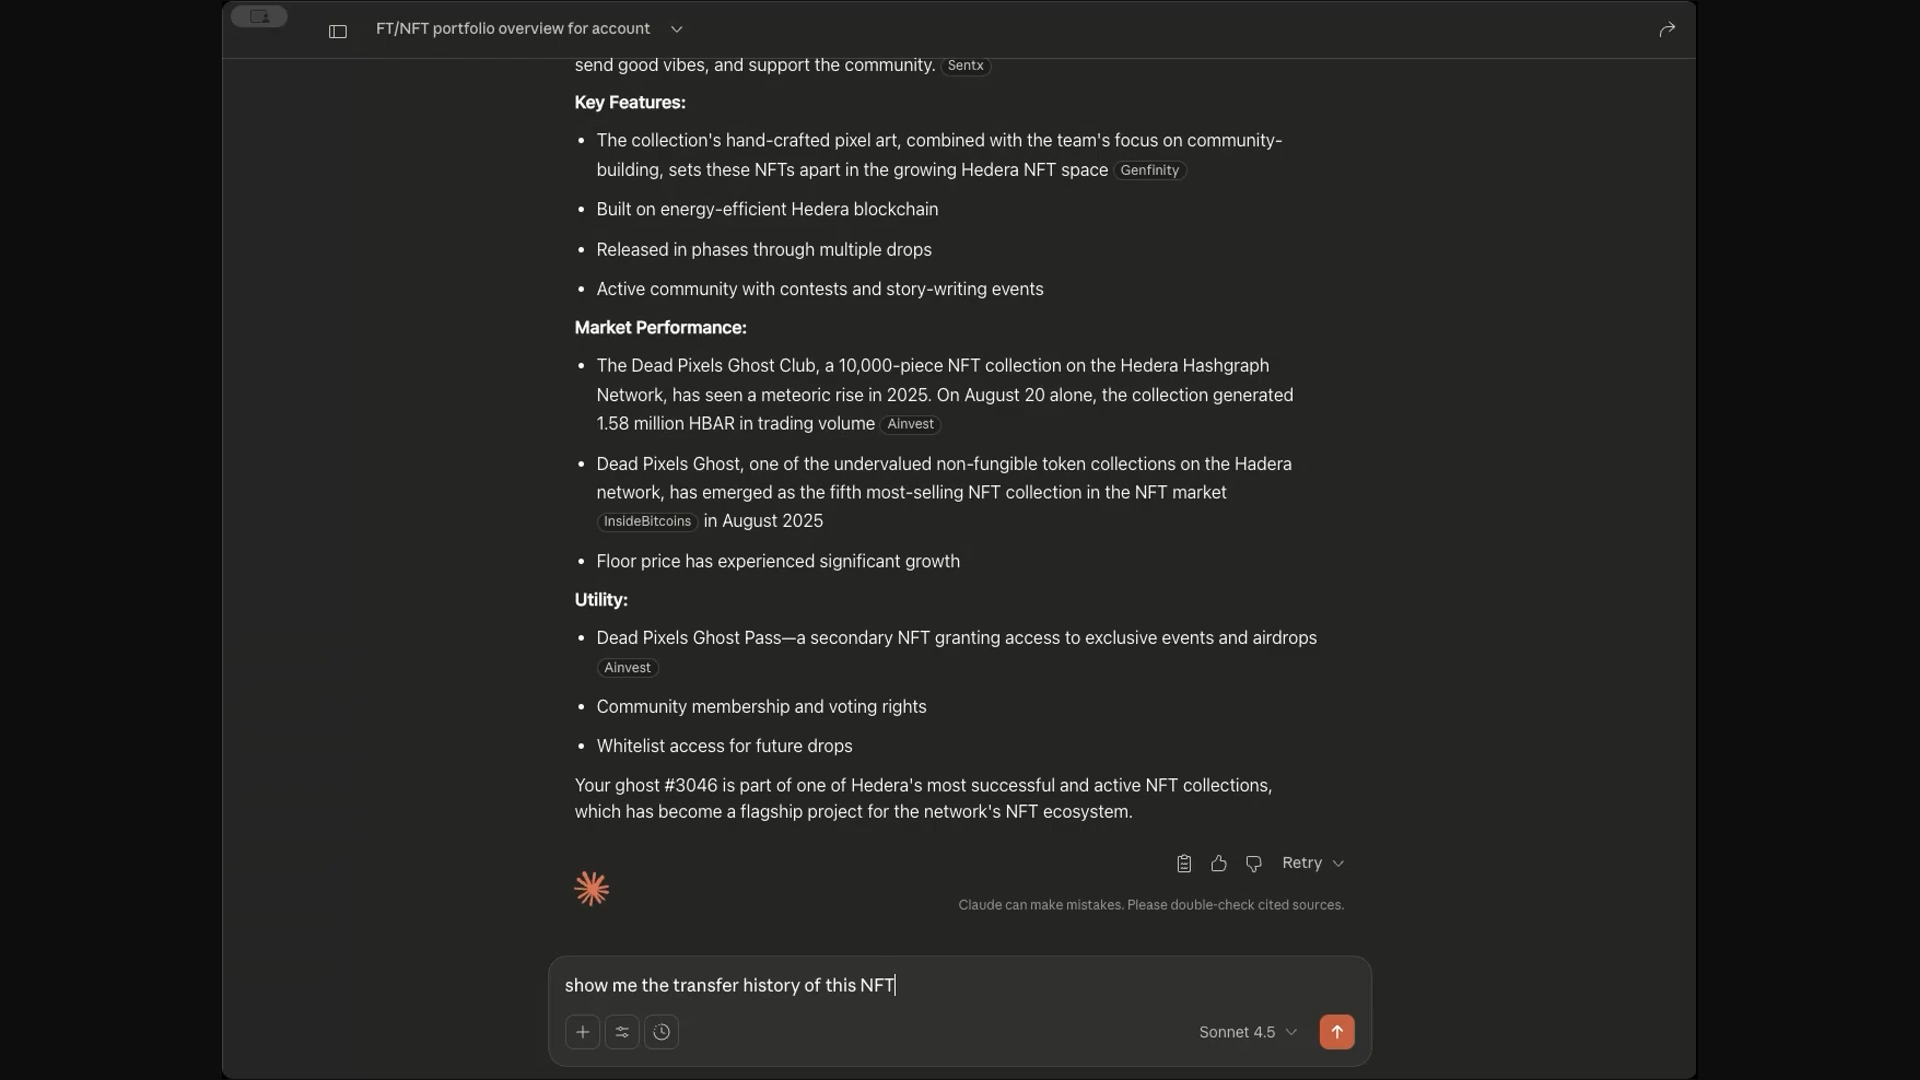 FT/NFT portfolio overview for account
send good vibes, and support the community. Sentx
Key Features:
• The collection's hand-crafted pixel art, combined with the team's focus on community-
building, sets these NFTs apart in the growing Hedera NFT space Genfinity
• Built on energy-efficient Hedera blockchain
• Released in phases through multiple drops
• Active community with contests and story-writing events
Market Performance:
• The Dead Pixels Ghost Club, a 10,000-piece NFT collection on the Hedera Hashgraph
Network, has seen a meteoric rise in 2025. On August 20 alone, the collection generated
1.58 million HBAR in trading volume Ainvest
• Dead Pixels Ghost, one of the undervalued non-fungible token collections on the Hadera
network, has emerged as the fifth most-selling NFT collection in the NFT market
InsideBitcoins in August 2025
• Floor price has experienced significant growth
Utility:
• Dead Pixels Ghost Pass—a secondary NFT granting access to exclusive events and airdrops
Ainvest
• Community membership and voting rights
• Whitelist access for future drops
Your ghost #3046 is part of one of Hedera's most successful and active NFT collections,
which has become a flagship project for the network's NFT ecosystem.
Retry
Claude can make mistakes. Please double-check cited sources.
show me the transfer history of this NFT
Sonnet 4.5